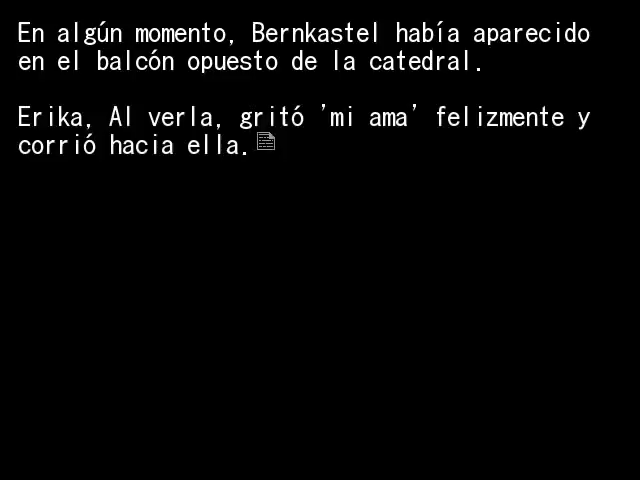 En algún momento, Bernkastel había aparecido
en el balcón opuesto de la catedral.
Erika, Al verla, gritó 'mi ama' felizmente y
corrió hacia ella.